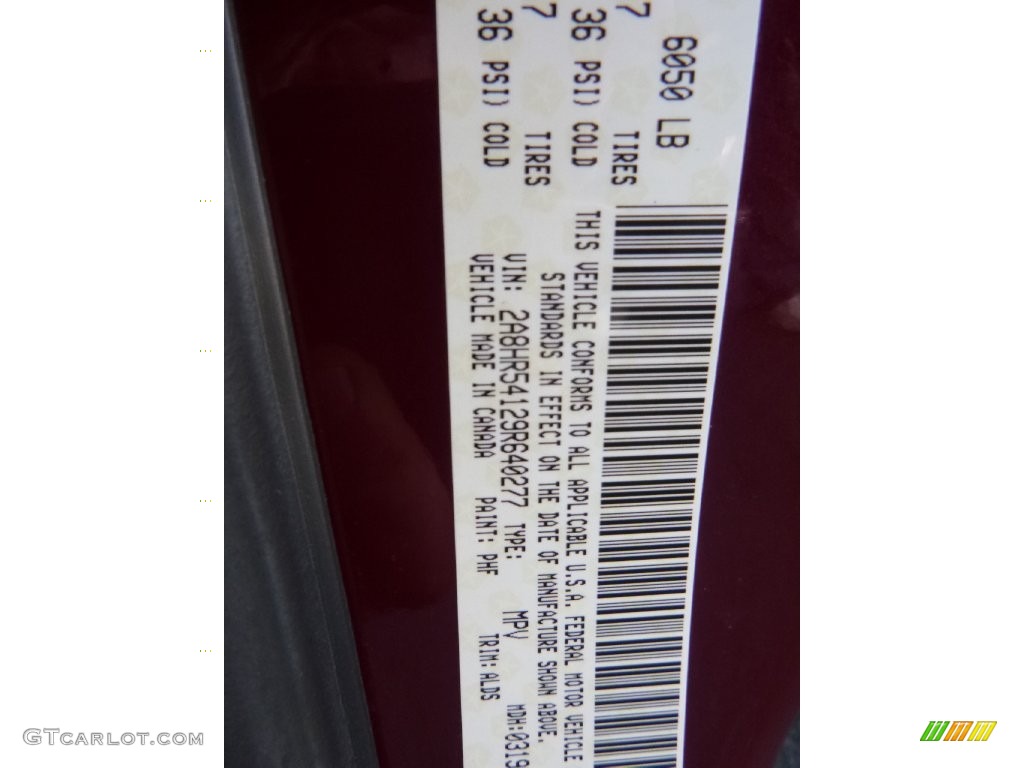 6050 LB
7 TIRES
36 PSI) COLD
7 TIRES
36 PSI) COLD
THIS VEHICLE CONFORMS TO ALL APPLICABLE U.S.A. FEDERAL MOTOR VEHICLE
STANDARDS IN EFFECT ON THE DATE OF MANUFACTURE SHOWN ABOVE.
VIN: 2A8HR54129R640277 TYPE: MPV MDH:0319
VEHICLE MADE IN CANADA PAINT: PHF TRIM: ALDS
GTCarlot.com